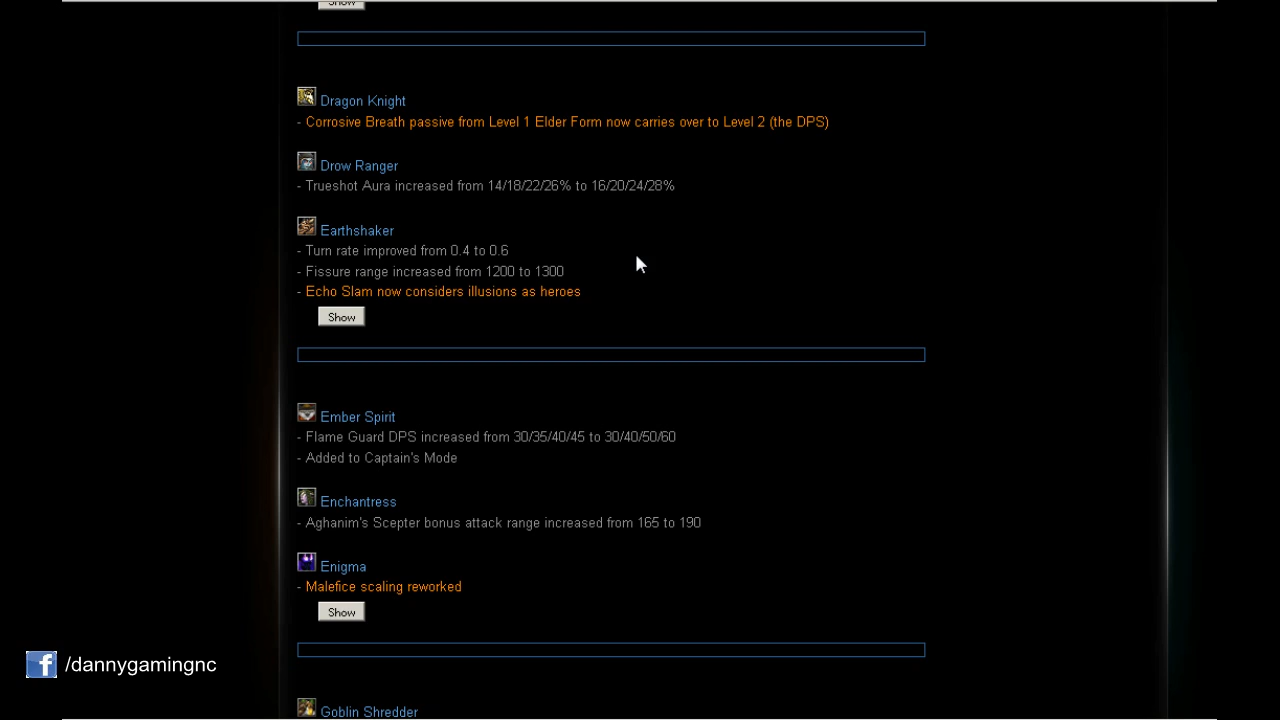 Show
Dragon Knight
- Corrosive Breath passive from Level 1 Elder Form now carries over to Level 2 (the DPS)
Drow Ranger
- Trueshot Aura increased from 14/18/22/26% to 16/20/24/28%
Earthshaker
- Turn rate improved from 0.4 to 0.6
- Fissure range increased from 1200 to 1300
- Echo Slam now considers illusions as heroes
Show
Ember Spirit
- Flame Guard DPS increased from 30/35/40/45 to 30/40/50/60
- Added to Captain's Mode
Enchantress
- Aghanim's Scepter bonus attack range increased from 165 to 190
Enigma
- Malefice scaling reworked
Show
f /dannygamingnc
Goblin Shredder